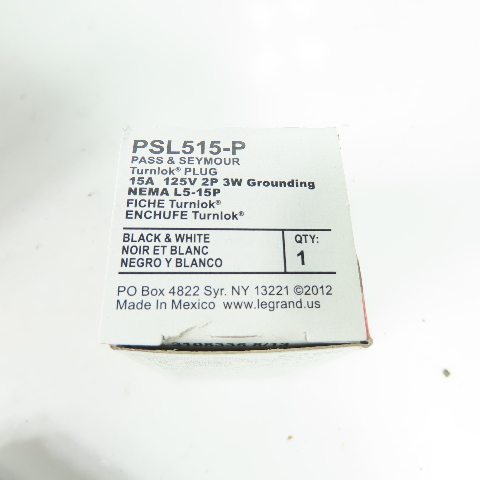 PSL515-P
PASS & SEYMOUR
Turnlok® PLUG
15A 125V 2P 3W Grounding
NEMA L5-15P
FICHE Turnlok®
ENCHUFE Turnlok®
BLACK & WHITE
NOIR ET BLANC
NEGRO Y BLANCO
QTY:
1
PO Box 4822 Syr. NY 13221 ©2012
Made In Mexico www.legrand.us